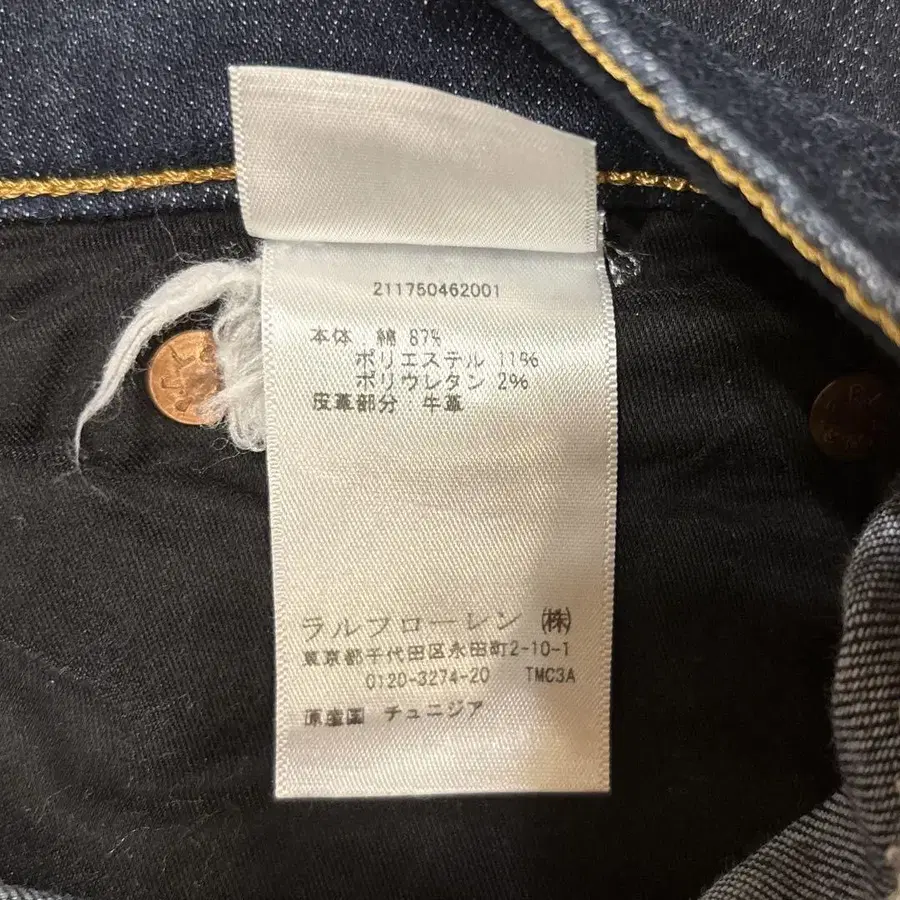 211750462001
本体 : 綿 87%
ポリエステル 11%
ポリウレタン 2%
皮革部分 : 牛革
ラルフローレン ㈱
東京都千代田区永田町2-10-1
0120-3274-20 TMC3A
原産国 チュニジア